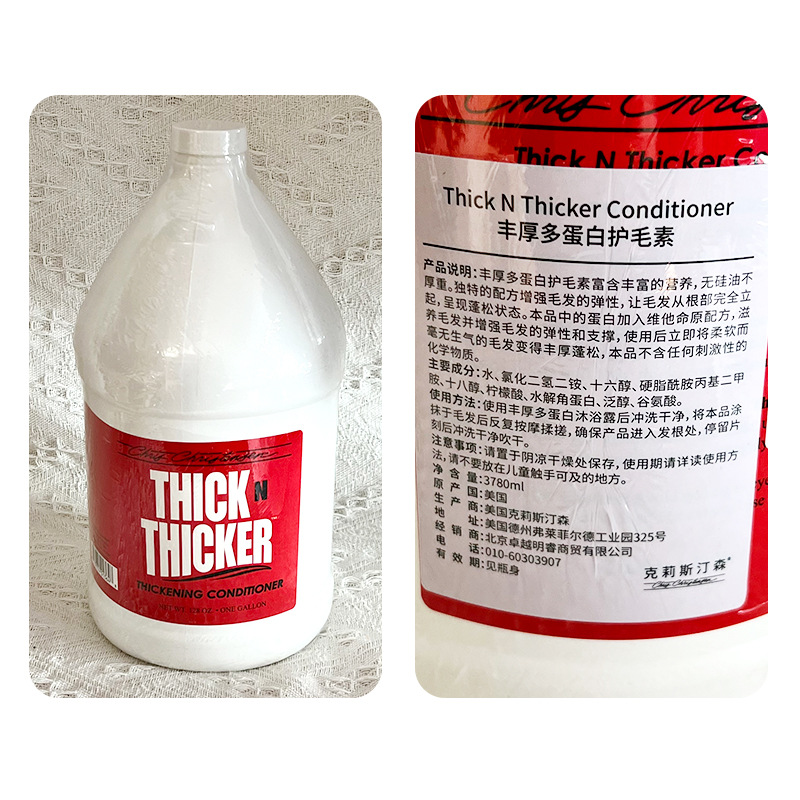 Chris Christensen
THICK N
THICKER
THICKENING CONDITIONER
NET WT. 128 OZ. - ONE GALLON
Chris Chris
Thick N Thicker Co
Thick N Thicker Conditioner
丰厚多蛋白护毛素
产品说明：丰厚多蛋白护毛素富含丰富的营养，无硅油不
厚重。独特的配方增强毛发的弹性，让毛发从根部完全立
起，呈现蓬松状态。本品中的蛋白加入维他命原配方，滋
养毛发并增强毛发的弹性和支撑，使用后立即将柔软而
毫无生气的毛发变得丰厚蓬松，本品不含任何刺激性的
化学物质。
主要成分：水、氯化二氢二铵、十六醇、硬脂酰胺丙基二甲
胺、十八醇、柠檬酸、水解角蛋白、泛醇、谷氨酸。
使用方法：使用丰厚多蛋白沐浴露后冲洗干净，将本品涂
抹于毛发后反复按摩揉搓，确保产品进入发根处，停留片
刻后冲洗干净吹干。
注意事项：请置于阴凉干燥处保存，使用期请详读使用方
法，请不要放在儿童触手可及的地方。
净含量：3780ml
原产国：美国
生产商：美国克莉斯汀森
地址：美国德州弗莱菲尔德工业园325号
经销商：北京卓越明睿商贸有限公司
电话：010-60303907
有效期：见瓶身
克莉斯汀森®
Chris Christensen